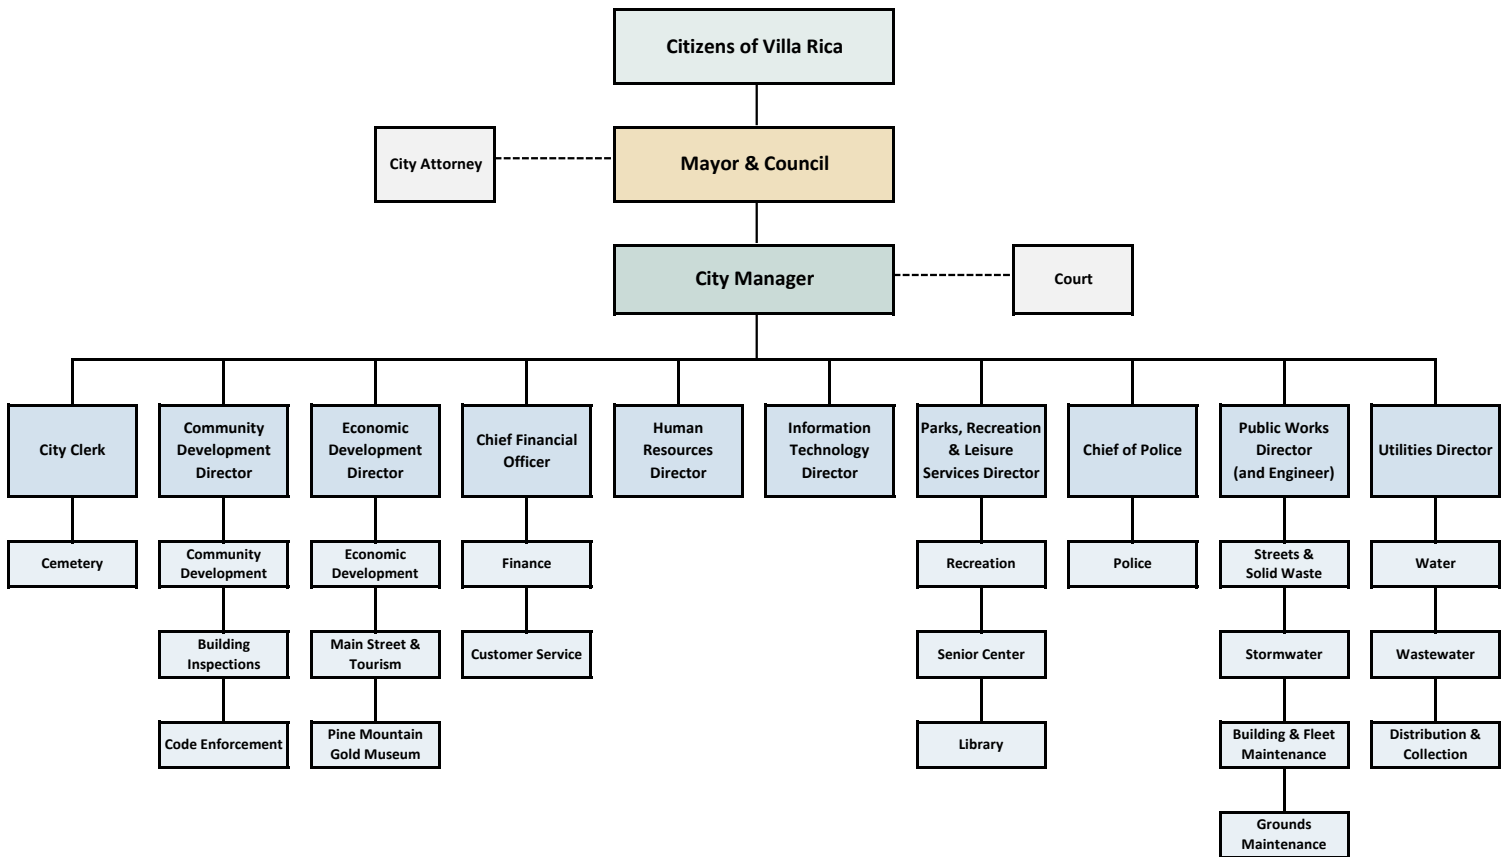 Citizens of Villa Rica
City Attorney
Mayor & Council
City Manager
Court
City Clerk
Community
Development
Director
Economic
Development
Director
Chief Financial
Officer
Human
Resources
Director
Information
Technology
Director
Parks, Recreation
& Leisure
Services Director
Chief of Police
Public Works
Director
(and Engineer)
Utilities Director
Cemetery
Community
Development
Economic
Development
Finance
Recreation
Police
Streets &
Solid Waste
Water
Building
Inspections
Main Street &
Tourism
Customer Service
Senior Center
Stormwater
Wastewater
Code Enforcement
Pine Mountain
Gold Museum
Library
Building & Fleet
Maintenance
Distribution &
Collection
Grounds
Maintenance